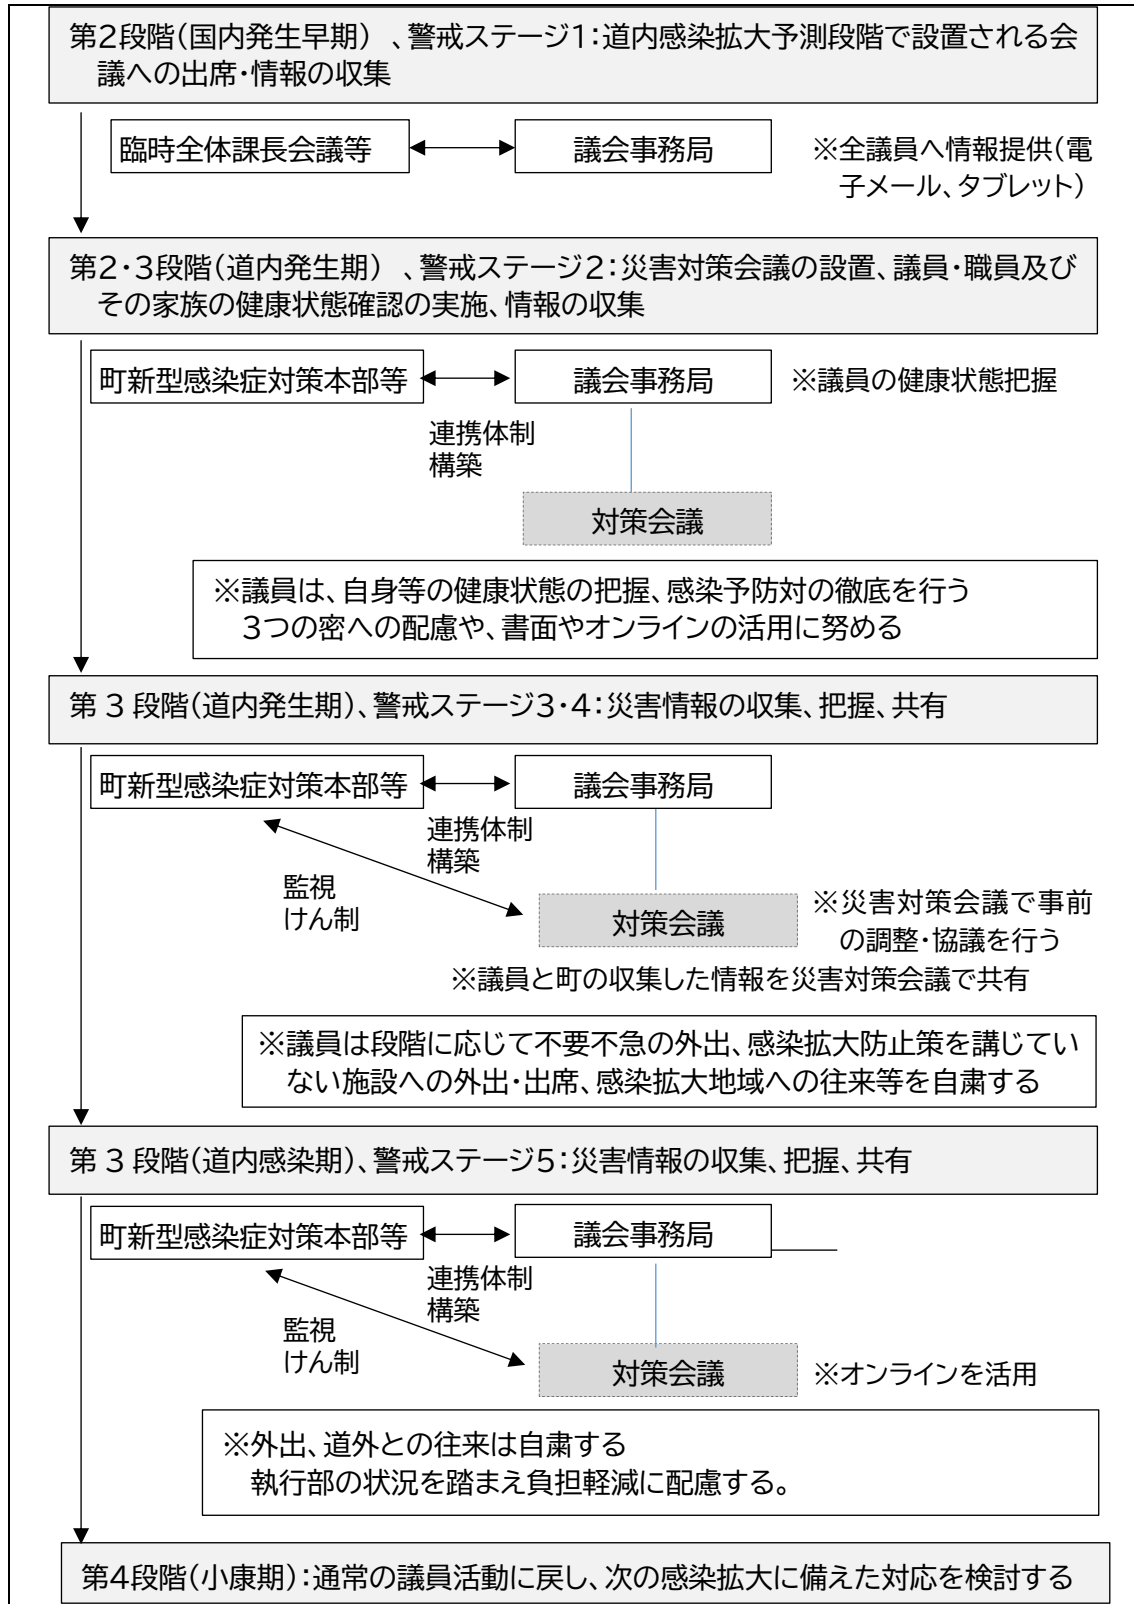 第2段階(国内発生早期) 、警戒ステージ1：道内感染拡大予測段階で設置される会
議への出席・情報の収集
臨時全体課長会議等
議会事務局
※全議員へ情報提供(電
子メール、タブレット)
第2・3段階(道内発生期) 、警戒ステージ2：災害対策会議の設置、議員・職員及び
その家族の健康状態確認の実施、情報の収集
町新型感染症対策本部等
議会事務局
※議員の健康状態把握
連携体制
構築
対策会議
※議員は、自身等の健康状態の把握、感染予防対の徹底を行う
3つの密への配慮や、書面やオンラインの活用に努める
第 3 段階(道内発生期)、警戒ステージ3・4：災害情報の収集、把握、共有
町新型感染症対策本部等
議会事務局
連携体制
構築
監視
けん制
対策会議
※災害対策会議で事前
の調整・協議を行う
※議員と町の収集した情報を災害対策会議で共有
※議員は段階に応じて不要不急の外出、感染拡大防止策を講じてい
ない施設への外出・出席、感染拡大地域への往来等を自粛する
第 3 段階(道内感染期)、警戒ステージ5：災害情報の収集、把握、共有
町新型感染症対策本部等
議会事務局
連携体制
構築
監視
けん制
対策会議
※オンラインを活用
※外出、道外との往来は自粛する
執行部の状況を踏まえ負担軽減に配慮する。
第4段階(小康期)：通常の議員活動に戻し、次の感染拡大に備えた対応を検討する